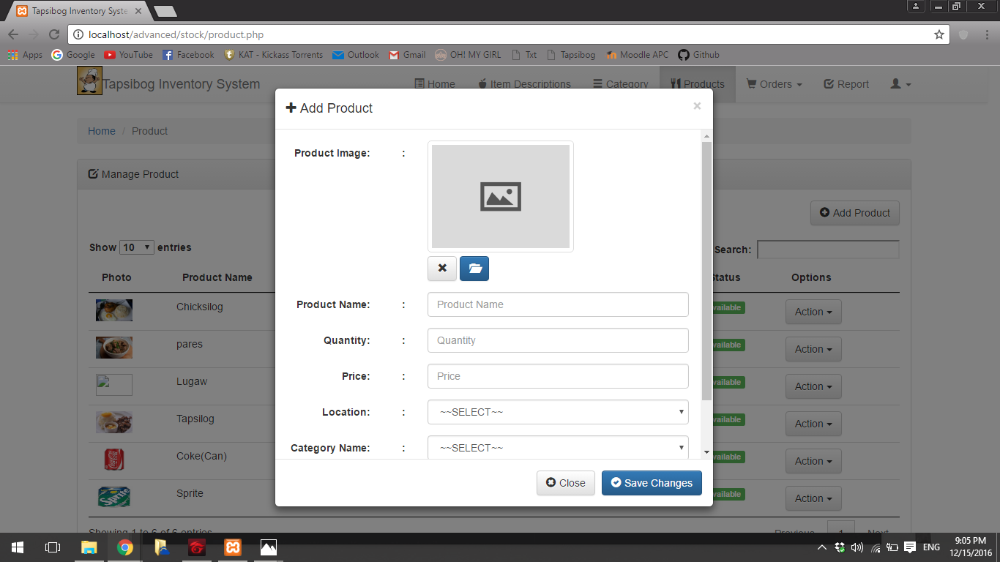 Tapsibog Inventory Syste
localhost/advanced/stock/product.php
Apps Google YouTube Facebook KAT - Kickass Torrents Outlook Gmail OH! MY GIRL Txt Tapsibog Moodle APC Github
Tapsibog Inventory System Home Item Descriptions Category Products Orders Report
Home / Product
Manage Product
Add Product
Show 10 entries
Search:
Photo Product Name Status Options
Chicksilog vailable Action
pares vailable Action
Lugaw vailable Action
Tapsilog vailable Action
Coke(Can) vailable Action
Sprite vailable Action
Showing 1 to 6 of 6 entries Previous 1 Next
Add Product ×
Product Image: :
Product Name: : Product Name
Quantity: : Quantity
Price: : Price
Location: : ~~SELECT~~
Category Name: : ~~SELECT~~
Close Save Changes
ENG
9:05 PM
12/15/2016